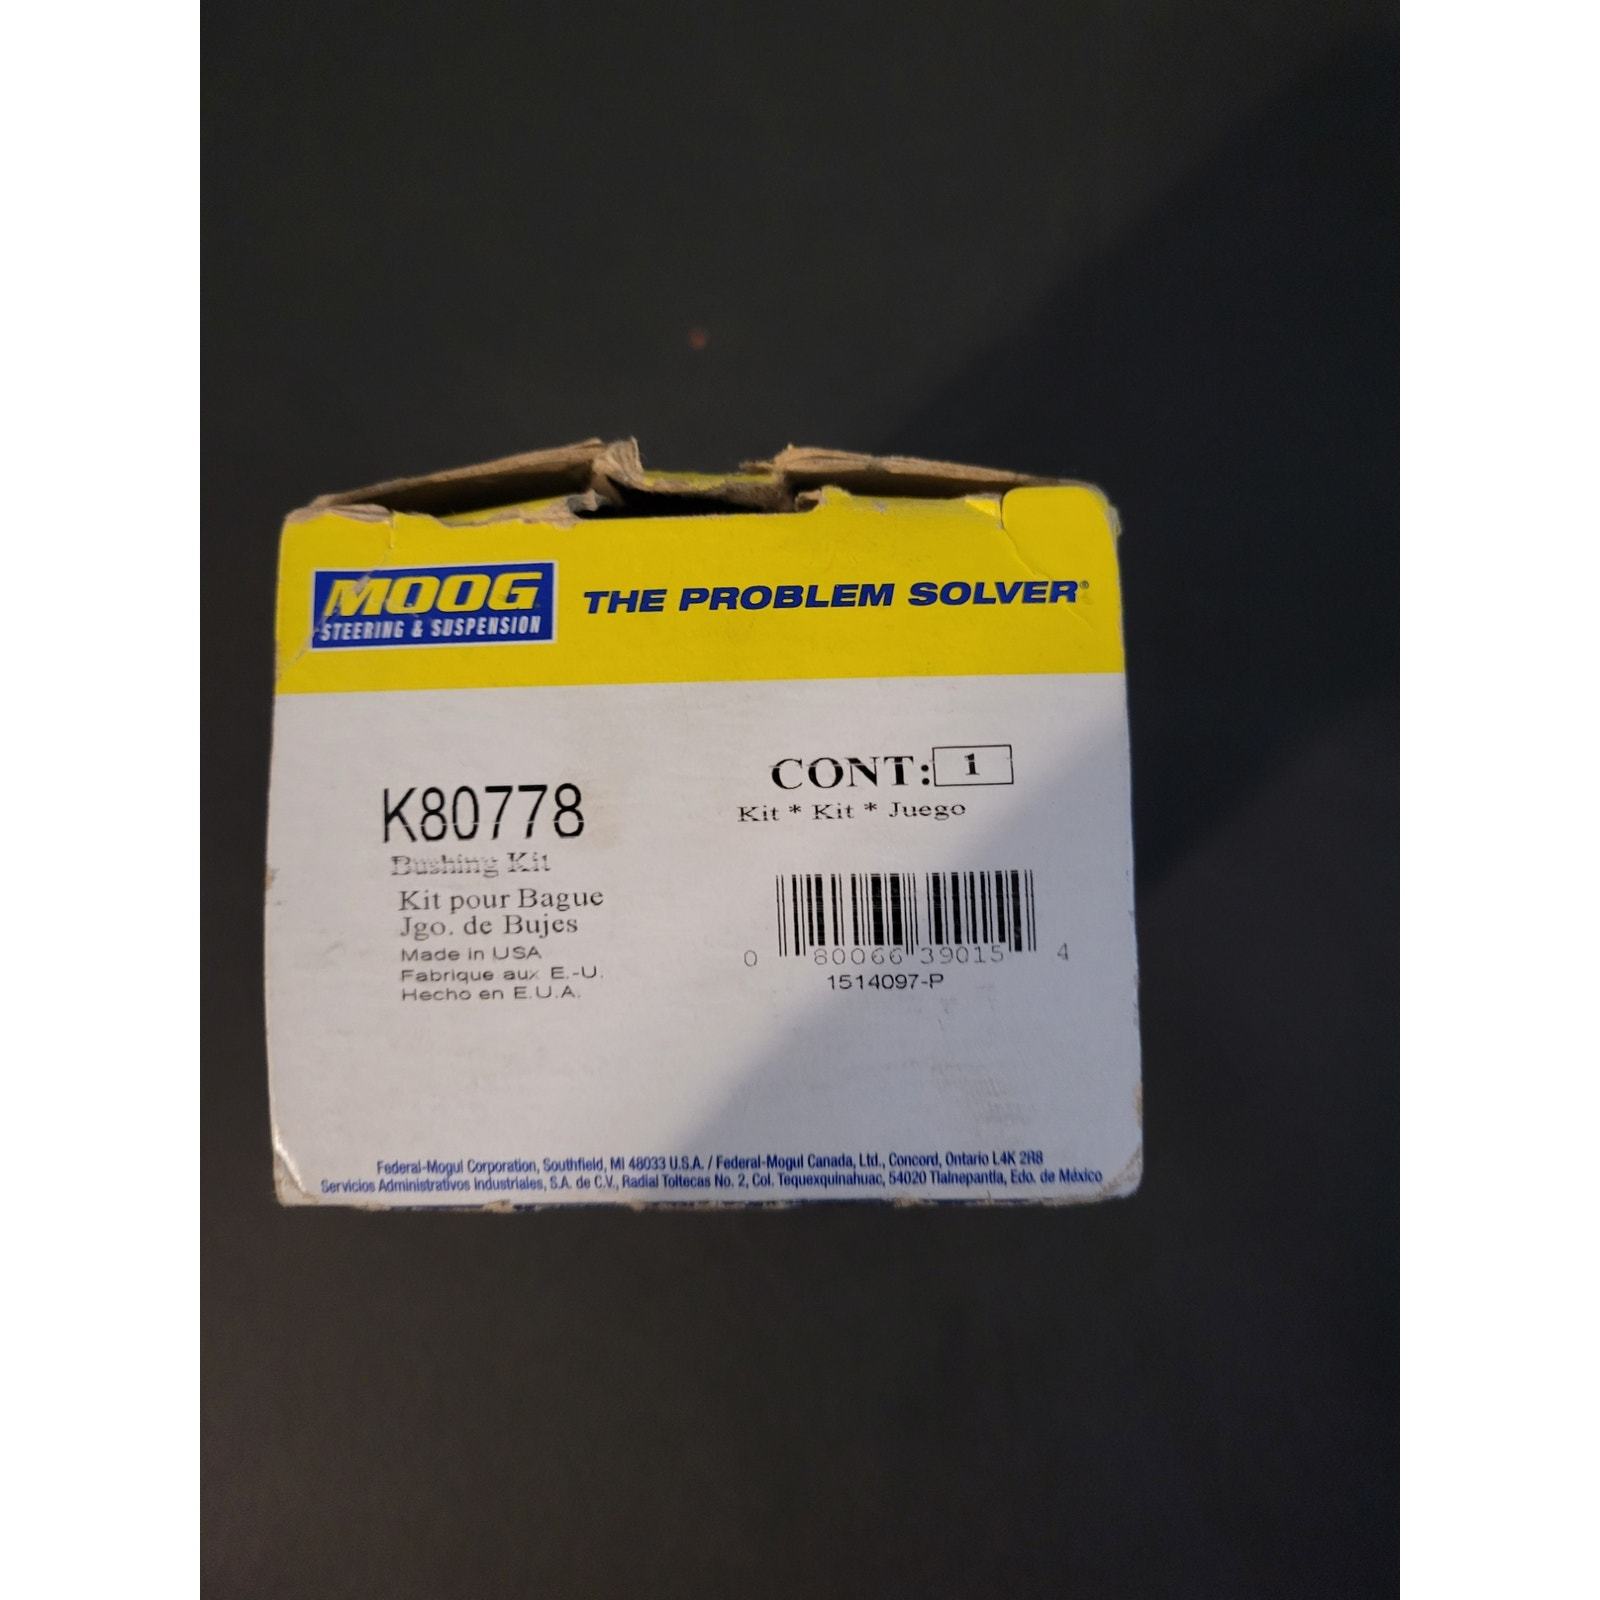 MOOG
STEERING & SUSPENSION
THE PROBLEM SOLVER®
K80778
Bushing Kit
Kit pour Bague
Jgo. de Bujes
Made in USA
Fabrique aux E.-U.
Hecho en E.U.A.
CONT: 1
Kit * Kit * Juego
0 80066 39015 4
1514097-P
Federal-Mogul Corporation, Southfield, MI 48033 U.S.A. / Federal-Mogul Canada, Ltd., Concord, Ontario L4K 2R8
Servicios Administrativos Industriales, S.A. de C.V., Radial Toltecas No. 2, Col. Tequexquinahuac, 54020 Tlalnepantla, Edo. de México